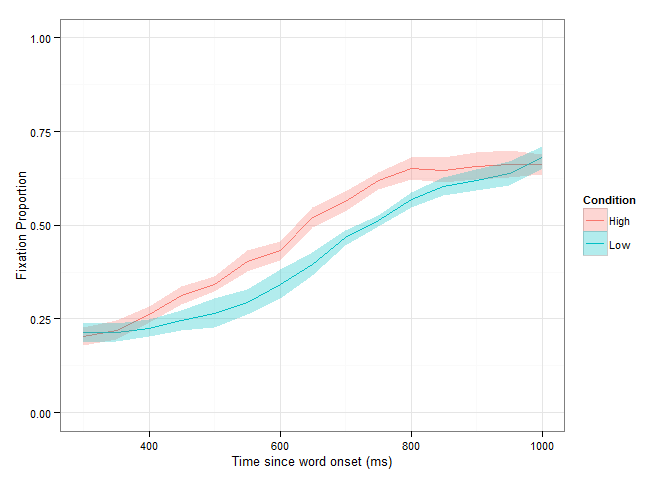 1.00
0.75
0.50
0.25
0.00
Fixation Proportion
400 600 800 1000
Time since word onset (ms)
Condition
High
Low